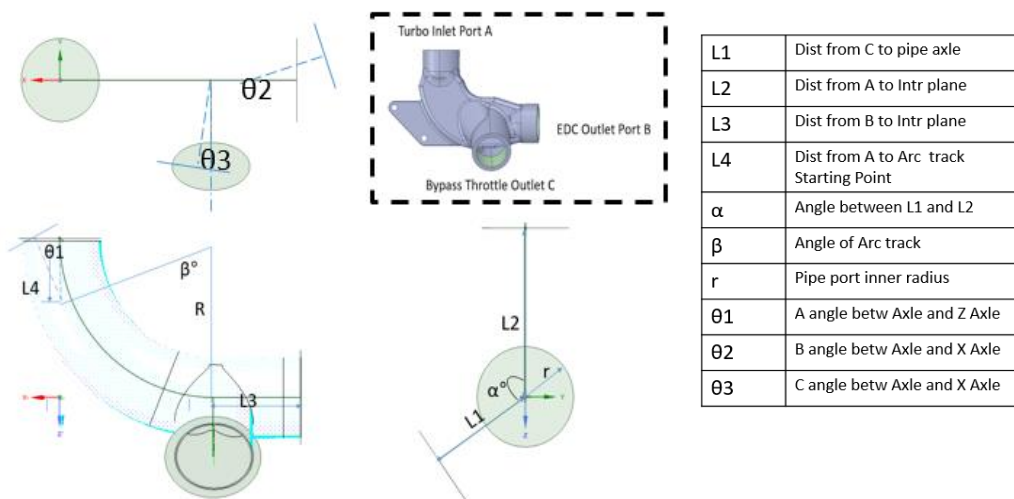 Y
X
θ2
θ3
Turbo Inlet Port A
EDC Outlet Port B
Bypass Throttle Outlet C
θ1
L4
β°
R
L3
Z
L2
r
α°
L1
Y
Z
L1 Dist from C to pipe axle
L2 Dist from A to Intr plane
L3 Dist from B to Intr plane
L4 Dist from A to Arc track
Starting Point
α Angle between L1 and L2
β Angle of Arc track
r Pipe port inner radius
θ1 A angle betw Axle and Z Axle
θ2 B angle betw Axle and X Axle
θ3 C angle betw Axle and X Axle